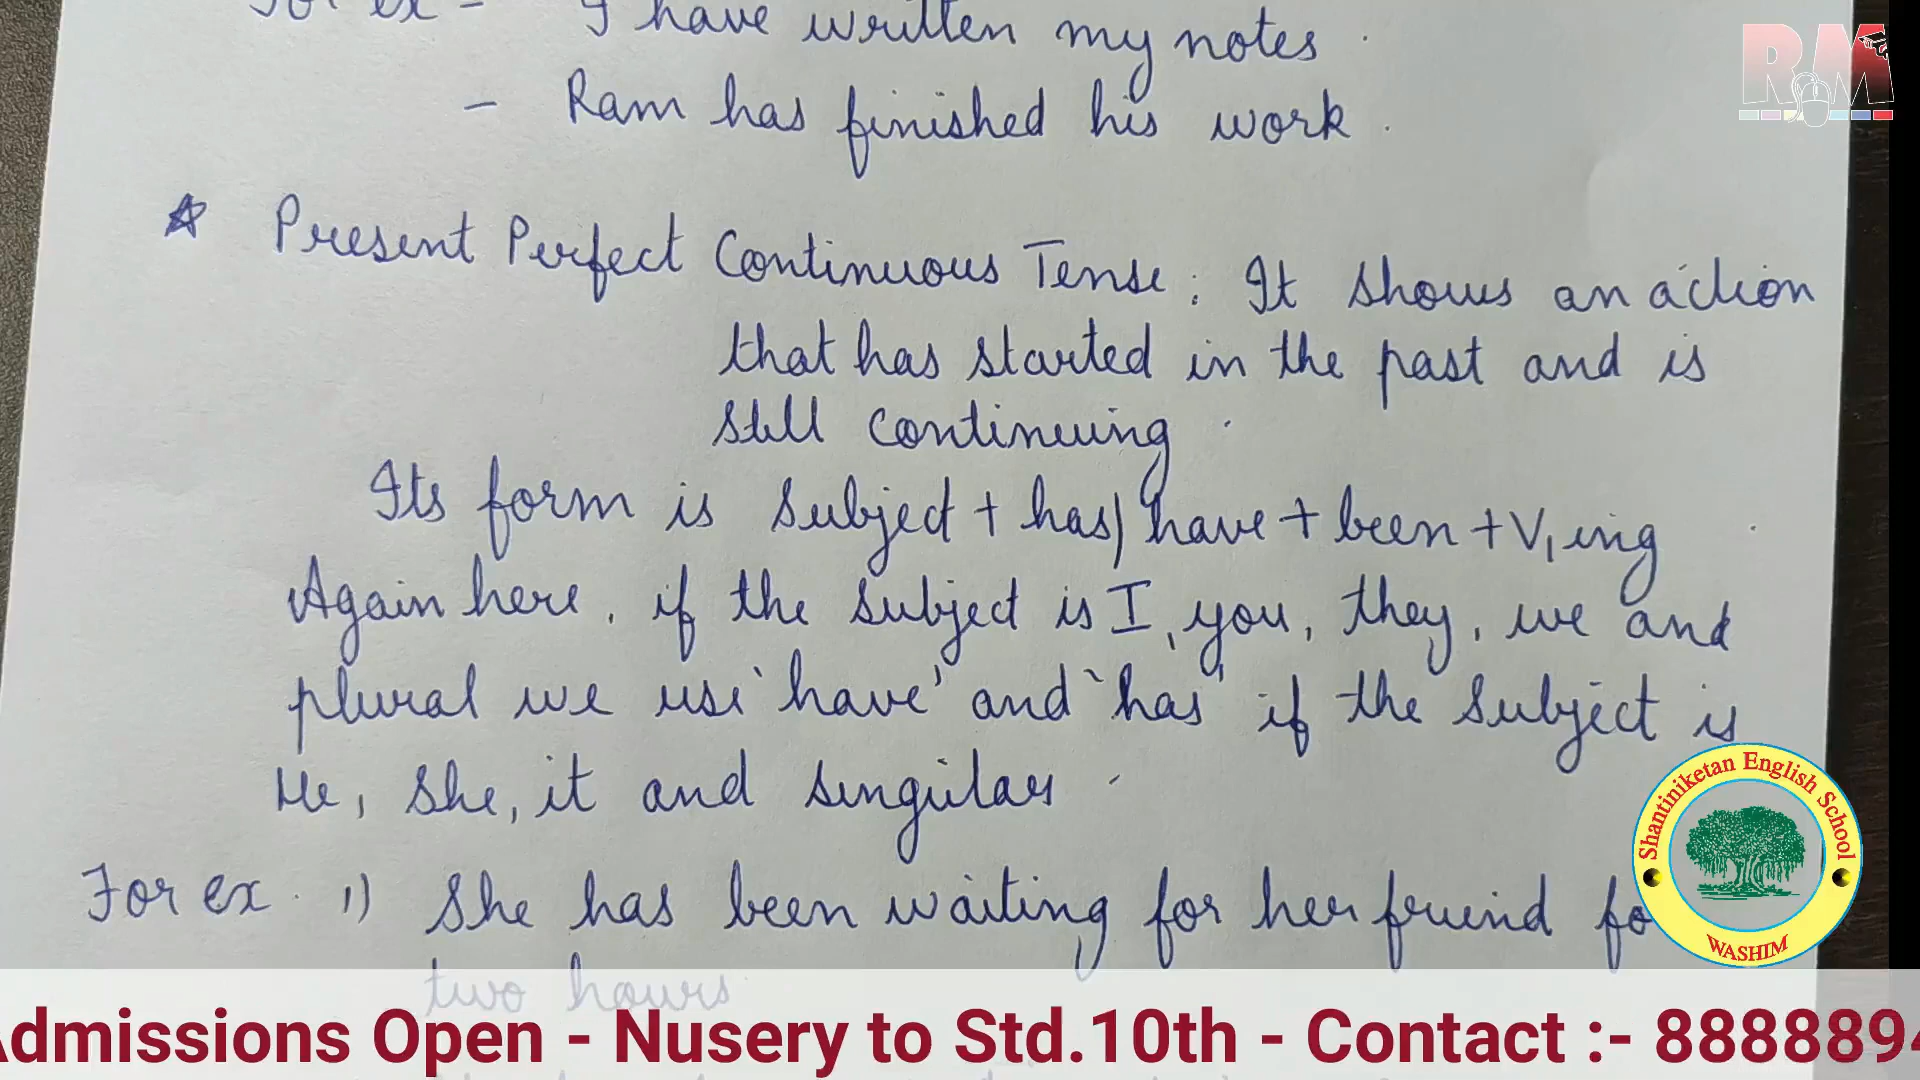 For ex - I have written my notes.
- Ram has finished his work.
RM
☆ Present Perfect Continuous Tense : It shows an action
that has started in the past and is
still continuing.
Its form is Subject + has/have + been + V1 ing
Again here, if the subject is I, you, they, we and
plural we use 'have' and 'has' if the subject is
He, She, it and singular.
For ex. 1) She has been waiting for her friend fo
two hours.
Shantiniketan English School
WASHIM
dmissions Open - Nusery to Std.10th - Contact :- 888889